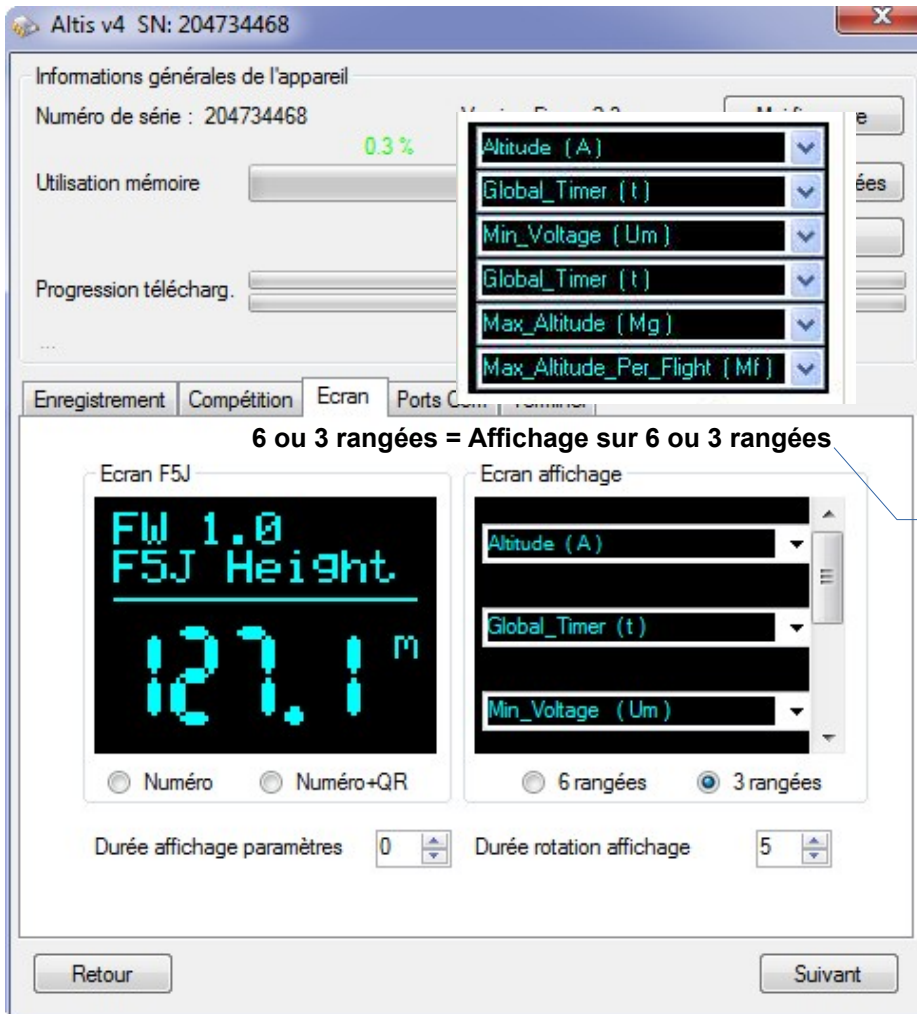 Altis v4 SN: 204734468
Informations générales de l'appareil
Numéro de série : 204734468
0.3 %
Utilisation mémoire
ées
Progression télécharg.
...
Altitude (A)
Global_Timer (t)
Min_Voltage (Um)
Global_Timer (t)
Max_Altitude (Mg)
Max_Altitude_Per_Flight (Mf)
Enregistrement Compétition Ecran Ports
6 ou 3 rangées = Affichage sur 6 ou 3 rangées
Ecran F5J
FW 1.0
F5J Height
127.1 m
Numéro Numéro+QR
Ecran affichage
Altitude (A)
Global_Timer (t)
Min_Voltage (Um)
6 rangées 3 rangées
Durée affichage paramètres 0 Durée rotation affichage 5
Retour Suivant